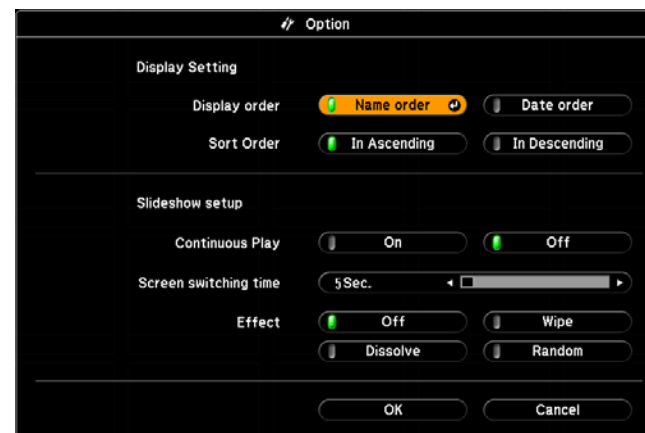 Option
Display Setting
Display order Name order Date order
Sort Order In Ascending In Descending
Slideshow setup
Continuous Play On Off
Screen switching time 5Sec.
Effect Off Wipe
Dissolve Random
OK Cancel